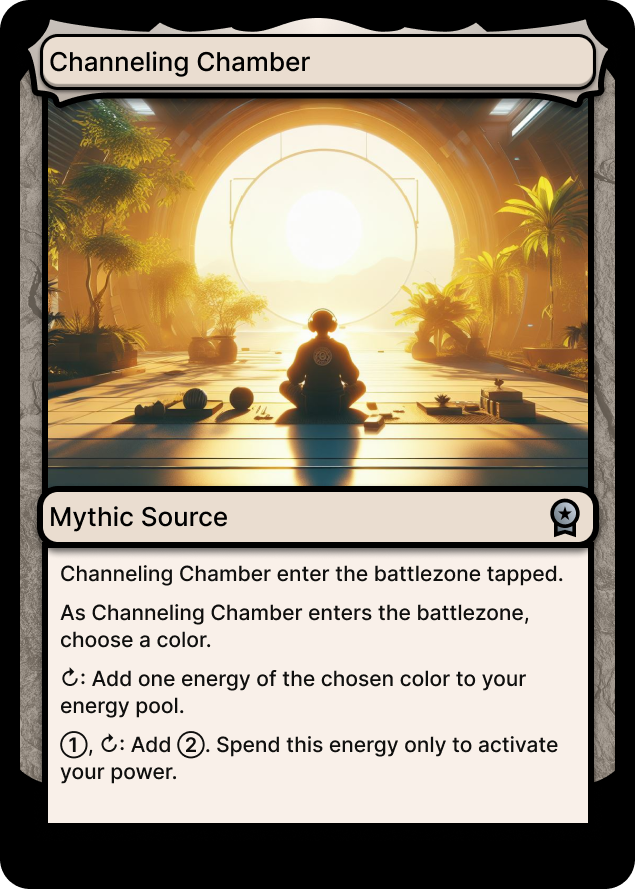 Channeling Chamber
Mythic Source
Channeling Chamber enter the battlezone tapped.
As Channeling Chamber enters the battlezone,
choose a color.
↻: Add one energy of the chosen color to your
energy pool.
①, ↻: Add ②. Spend this energy only to activate
your power.